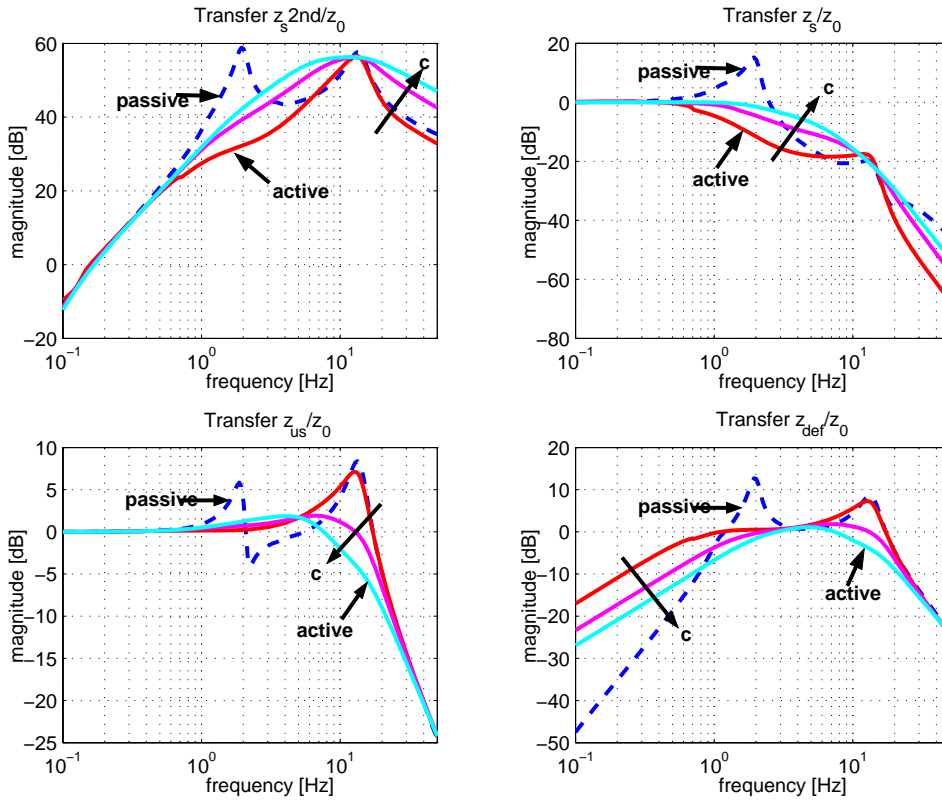 Transfer z_s2nd/z_0
60
40
20
0
−20
10^−1
10^0
10^1
magnitude [dB]
frequency [Hz]
passive
active
c
Transfer z_s/z_0
20
0
−20
−40
−60
−80
10^−1
10^0
10^1
magnitude [dB]
frequency [Hz]
passive
active
c
Transfer z_us/z_0
10
5
0
−5
−10
−15
−20
−25
10^−1
10^0
10^1
magnitude [dB]
frequency [Hz]
passive
c
active
Transfer z_def/z_0
20
10
0
−10
−20
−30
−40
−50
10^−1
10^0
10^1
magnitude [dB]
frequency [Hz]
passive
active
c